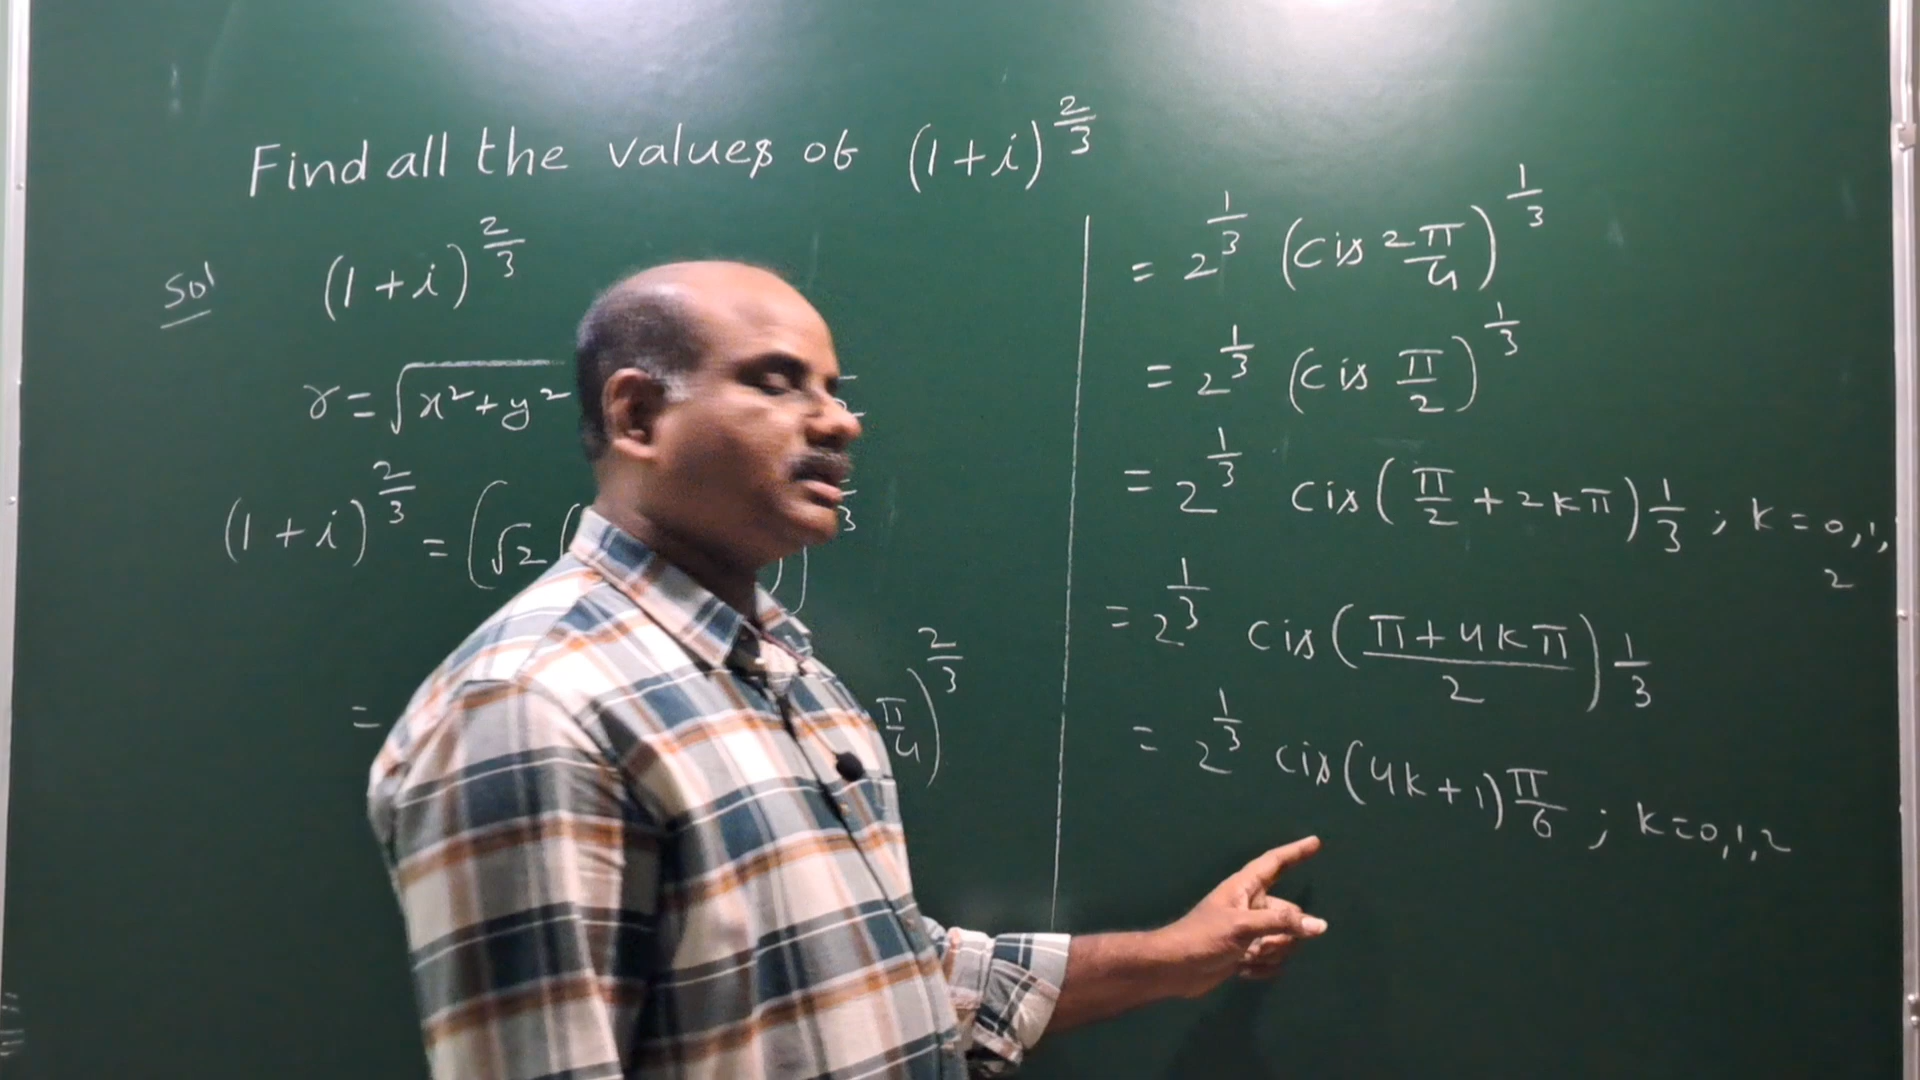 Find all the values of (1+i)^(2/3)
Sol (1+i)^(2/3)
r = √(x²+y²
(1+i)^(2/3) = (√2 (
= π/4)^(2/3)
= 2^(1/3) (cis 2π/4)^(1/3)
= 2^(1/3) (cis π/2)^(1/3)
= 2^(1/3) cis(π/2 + 2kπ) 1/3 ; k = 0, 1,
2
= 2^(1/3) cis((π+4kπ)/2) 1/3
= 2^(1/3) cis(4k+1) π/6 ; k=0,1,2